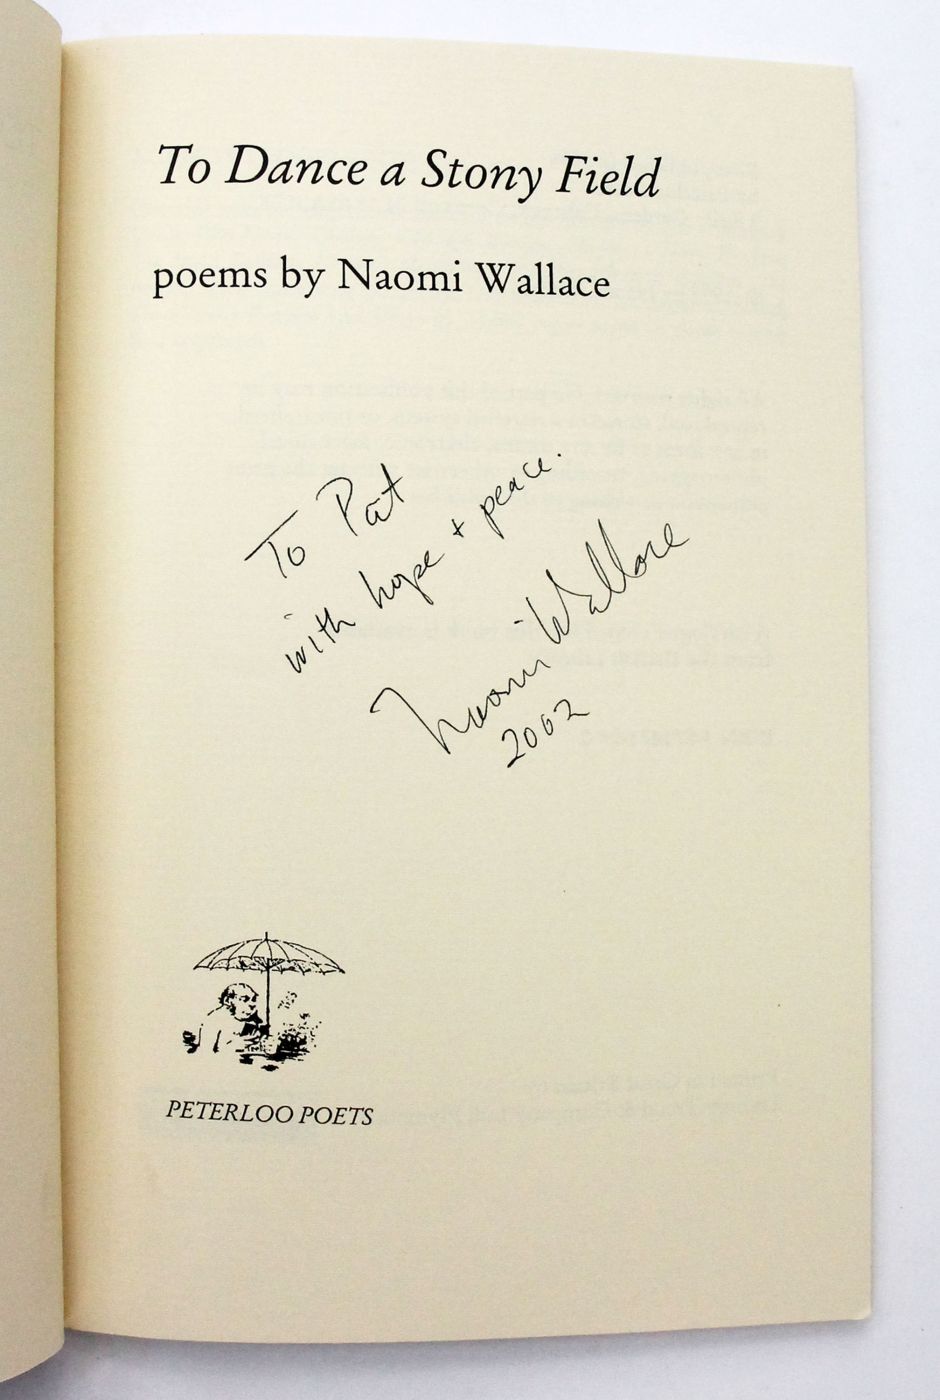 To Dance a Stony Field
poems by Naomi Wallace
To Pat
with hope + peace.
Naomi Wallace
2002
PETERLOO POETS